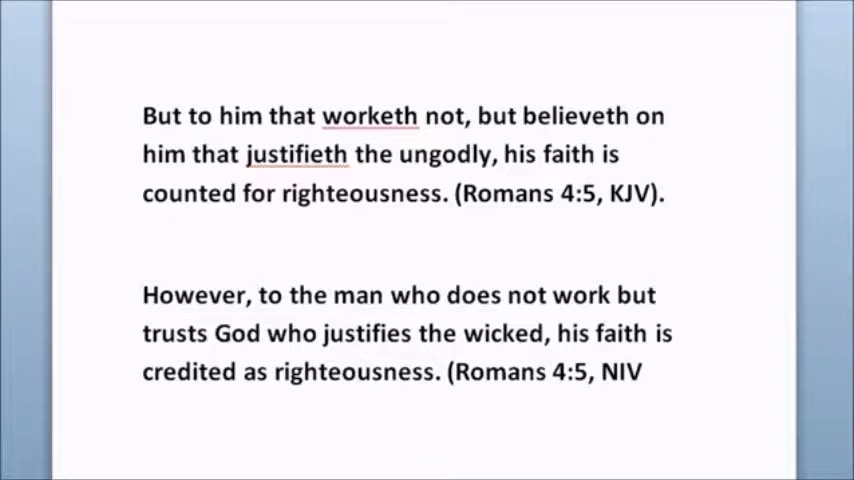 But to him that worketh not, but believeth on
him that justifieth the ungodly, his faith is
counted for righteousness. (Romans 4:5, KJV).
However, to the man who does not work but
trusts God who justifies the wicked, his faith is
credited as righteousness. (Romans 4:5, NIV